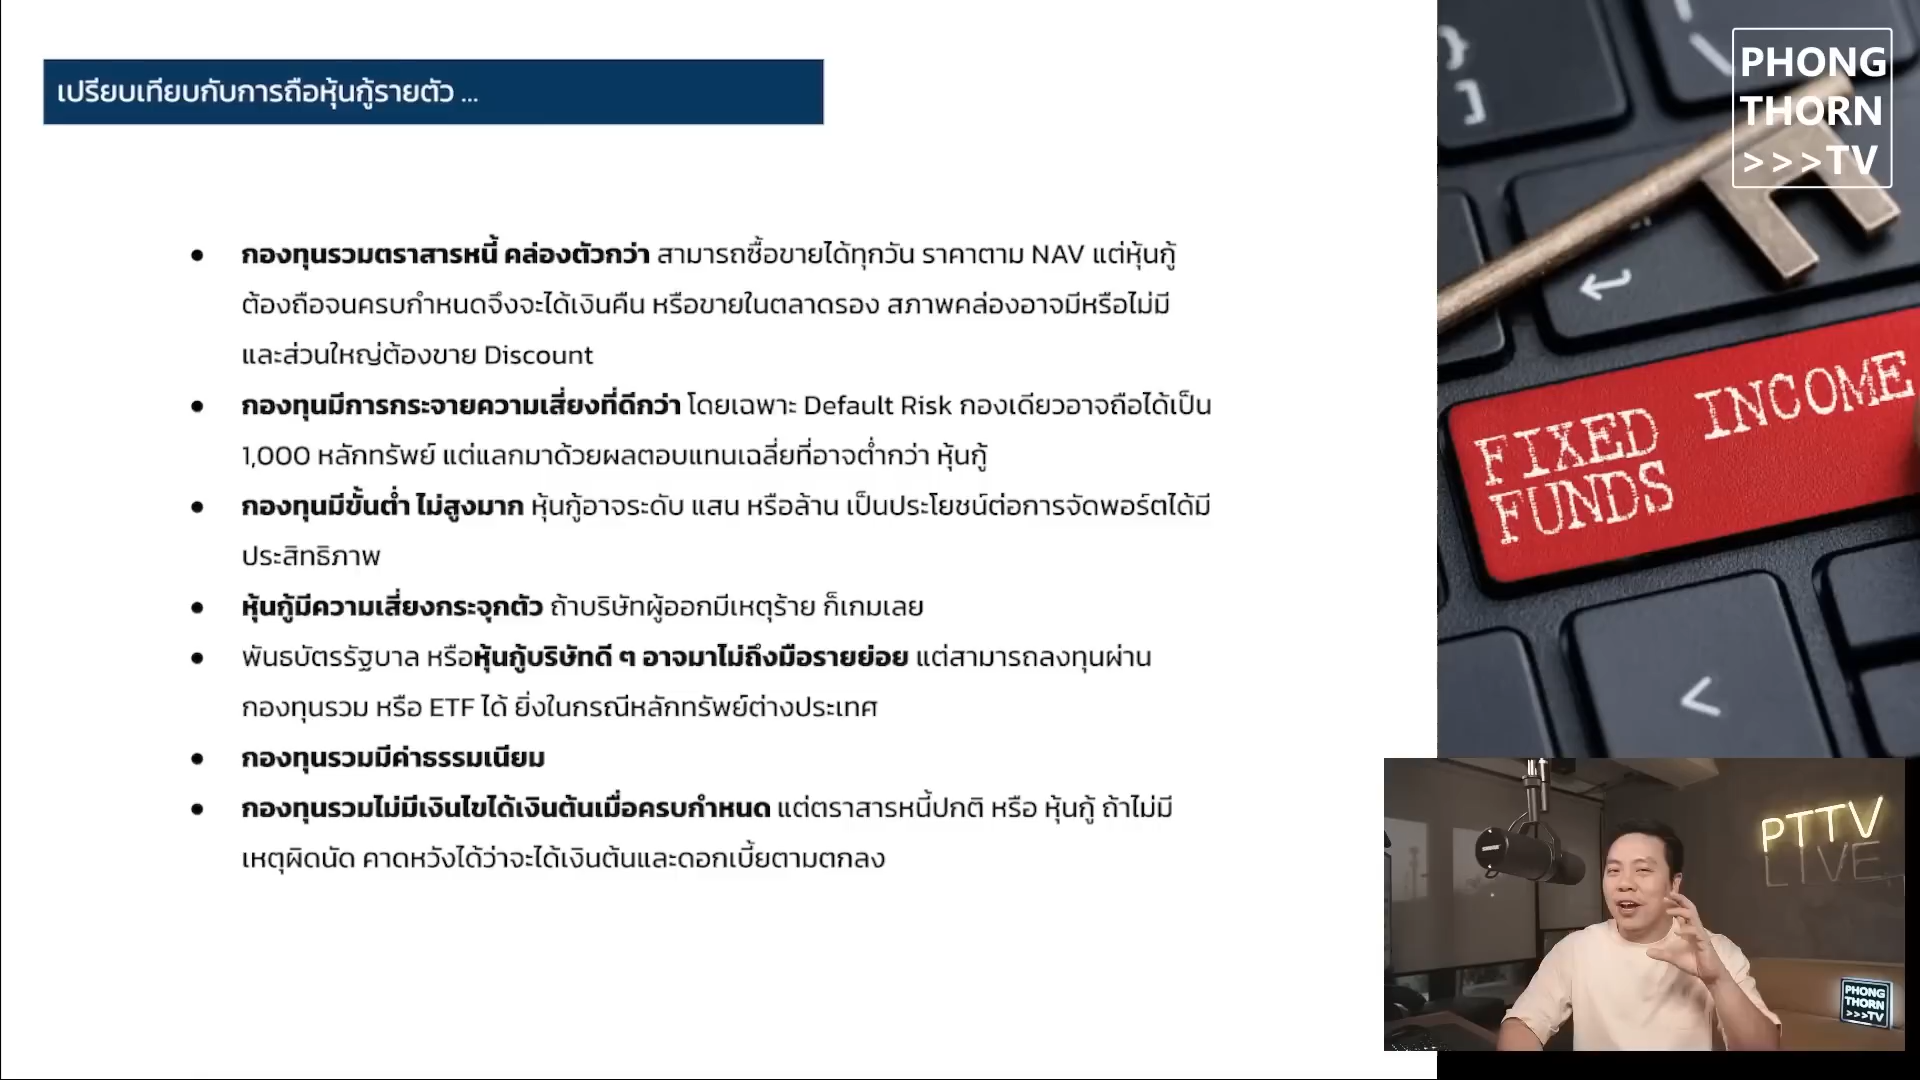 เปรียบเทียบกับการถือหุ้นกู้รายตัว ...
● กองทุนรวมตราสารหนี้ คล่องตัวกว่า สามารถซื้อขายได้ทุกวัน ราคาตาม NAV แต่หุ้นกู้
ต้องถือจนครบกำหนดจึงจะได้เงินคืน หรือขายในตลาดรอง สภาพคล่องอาจมีหรือไม่มี
และส่วนใหญ่ต้องขาย Discount
● กองทุนมีการกระจายความเสี่ยงที่ดีกว่า โดยเฉพาะ Default Risk กองเดียวอาจถือได้เป็น
1,000 หลักทรัพย์ แต่แลกมาด้วยผลตอบแทนเฉลี่ยที่อาจต่ำกว่า หุ้นกู้
● กองทุนมีขั้นต่ำ ไม่สูงมาก หุ้นกู้อาจระดับ แสน หรือล้าน เป็นประโยชน์ต่อการจัดพอร์ตได้มี
ประสิทธิภาพ
● หุ้นกู้มีความเสี่ยงกระจุกตัว ถ้าบริษัทผู้ออกมีเหตุร้าย ก็เกมเลย
● พันธบัตรรัฐบาล หรือหุ้นกู้บริษัทดี ๆ อาจมาไม่ถึงมือรายย่อย แต่สามารถลงทุนผ่าน
กองทุนรวม หรือ ETF ได้ ยิ่งในกรณีหลักทรัพย์ต่างประเทศ
● กองทุนรวมมีค่าธรรมเนียม
● กองทุนรวมไม่มีเงินไขได้เงินต้นเมื่อครบกำหนด แต่ตราสารหนี้ปกติ หรือ หุ้นกู้ ถ้าไม่มี
เหตุผิดนัด คาดหวังได้ว่าจะได้เงินต้นและดอกเบี้ยตามตกลง
PHONG
THORN
>>>TV
}
]
\
FIXED INCOME
FUNDS
<
PTTV
LIVE
PHONG
THORN
>>>TV